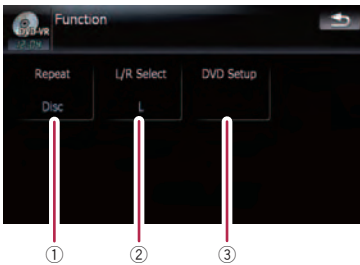 Function
DVD-VR
Repeat L/R Select DVD Setup
Disc L
① ② ③